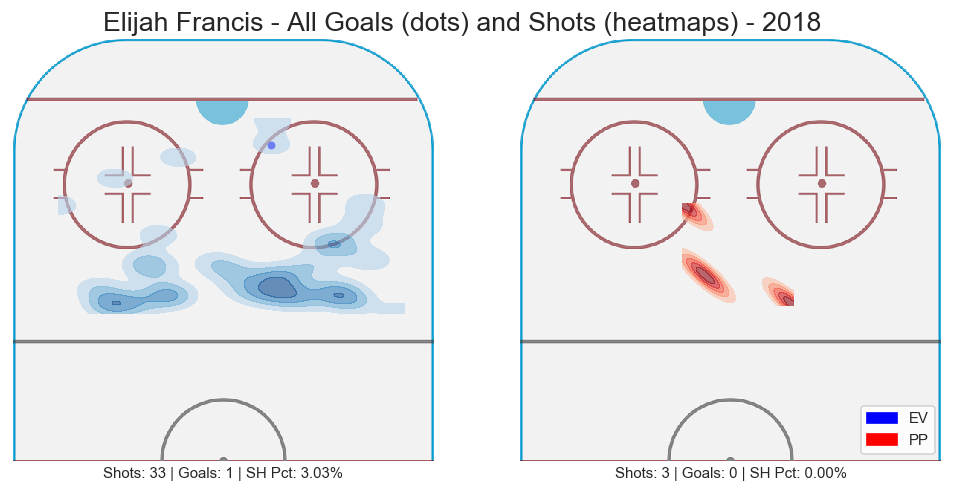 Elijah Francis - All Goals (dots) and Shots (heatmaps) - 2018
EV
PP
Shots: 33 | Goals: 1 | SH Pct: 3.03%
Shots: 3 | Goals: 0 | SH Pct: 0.00%